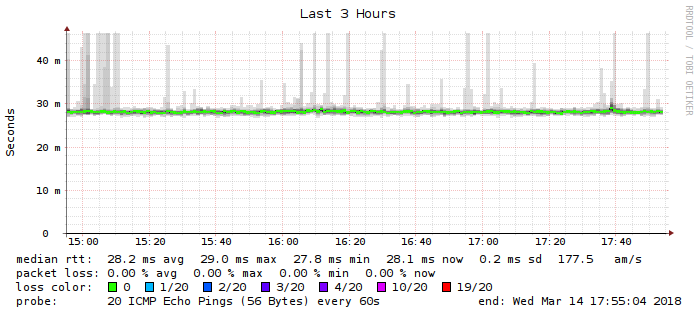 Last 3 Hours
RRDTOOL / TOBI OETIKER
Seconds
40 m
30 m
20 m
10 m
0
15:00 15:20 15:40 16:00 16:20 16:40 17:00 17:20 17:40
median rtt: 28.2 ms avg 29.0 ms max 27.8 ms min 28.1 ms now 0.2 ms sd 177.5 am/s
packet loss: 0.00 % avg 0.00 % max 0.00 % min 0.00 % now
loss color: 0 1/20 2/20 3/20 4/20 10/20 19/20
probe: 20 ICMP Echo Pings (56 Bytes) every 60s end: Wed Mar 14 17:55:04 2018